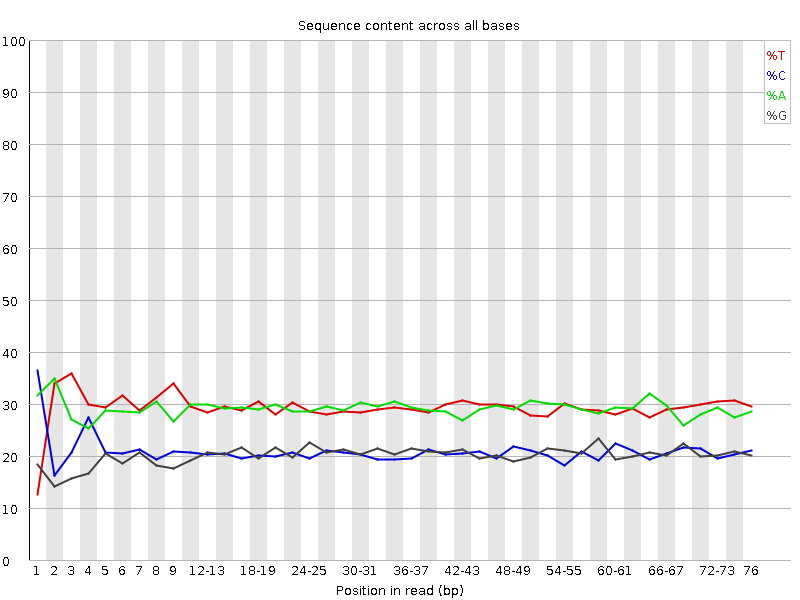 Sequence content across all bases
100
90
80
70
60
50
40
30
20
10
0
%T
%C
%A
%G
1 2 3 4 5 6 7 8 9 12-13 18-19 24-25 30-31 36-37 42-43 48-49 54-55 60-61 66-67 72-73 76
Position in read (bp)